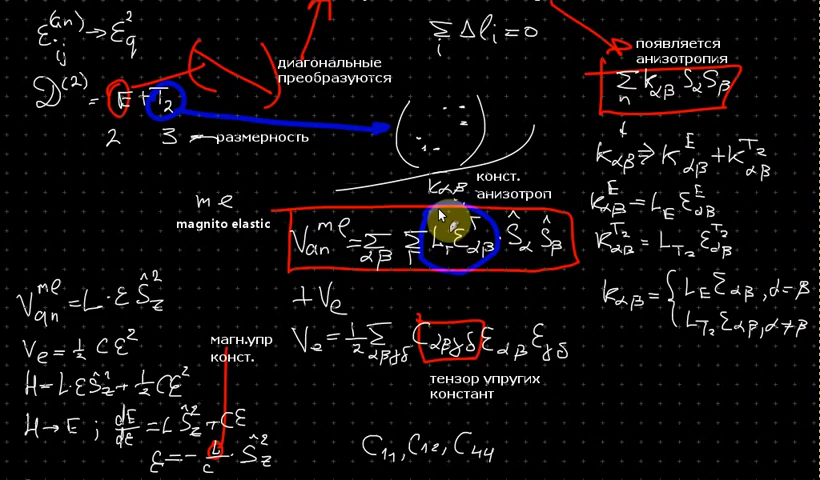 ε_ij^(an) → ε_q^2
Σ_i Δl_i = 0
диагональные
преобразуются
появляется
анизотропия
Σ_n K_αβ S_α S_β
D^(2) = E + T_2
2 3 — размерность
K_αβ ⇒ K_αβ^E + K_αβ^T2
конст.
анизотроп
K_αβ
me
magnito elastic
K_αβ^E = L_E ε_αβ^E
K_αβ^T2 = L_T2 ε_αβ^T2
V_an^me = Σ_αβ Σ_Γ L_Γ ε_αβ^Γ · Ŝ_α Ŝ_β
K_αβ = { L_E ε_αβ, α=β
L_T2 ε_αβ, α≠β
V_an^me = L · ε Ŝ_z^2
+ V_e
V_e = 1/2 C ε^2
магн.упр
конст.
V_e = 1/2 Σ_αβγδ C_αβγδ ε_αβ ε_γδ
тензор упругих
констант
H = L · ε Ŝ_z^2 + 1/2 C ε^2
H → E ; dE/dε = L Ŝ_z^2 + C ε
ε = - L/C · Ŝ_z^2
C_11, C_12, C_44